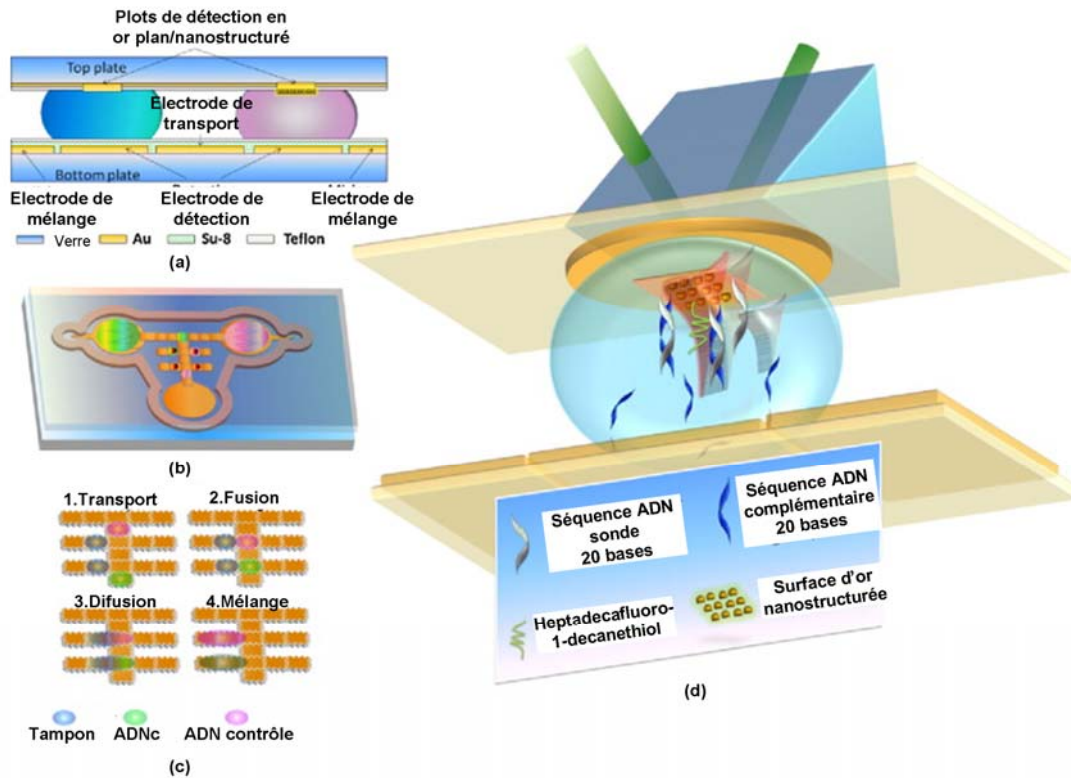 Plots de détection en
or plan/nanostructuré
Top plate
Electrode de
transport
Bottom plate
Electrode de
mélange
Electrode de
détection
Electrode de
mélange
Verre
Au
Su-8
Teflon
(a)
(b)
1.Transport
2.Fusion
3.Difusion
4.Mélange
Tampon
ADNc
ADN contrôle
(c)
Séquence ADN
sonde
20 bases
Séquence ADN
complémentaire
20 bases
Heptadecafluoro-
1-decanethiol
Surface d'or
nanostructurée
(d)